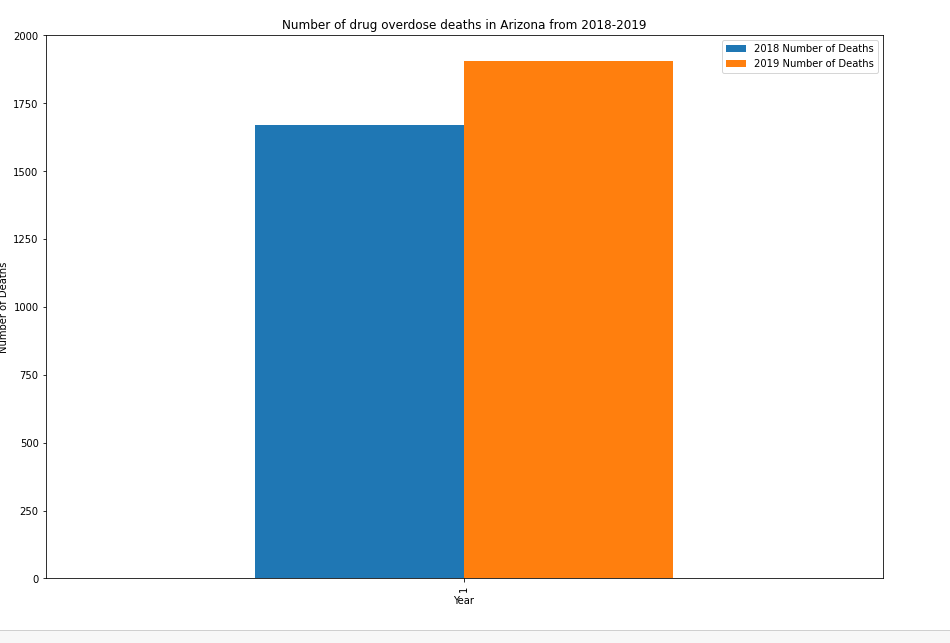 Number of drug overdose deaths in Arizona from 2018-2019
2018 Number of Deaths
2019 Number of Deaths
2000
1750
1500
1250
1000
750
500
250
0
Number of Deaths
1
Year